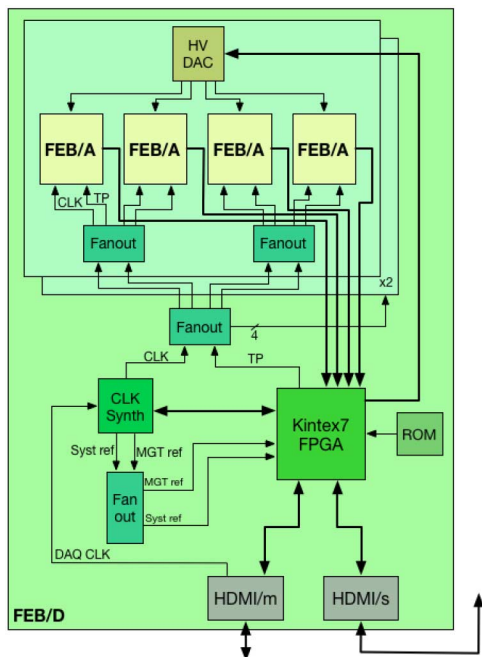 HV
DAC
FEB/A
FEB/A
FEB/A
FEB/A
CLK
TP
Fanout
Fanout
x2
Fanout
4
CLK
TP
CLK
Synth
Kintex7
FPGA
ROM
Syst ref
MGT ref
MGT ref
Fan
out
Syst ref
DAQ CLK
HDMI/m
HDMI/s
FEB/D